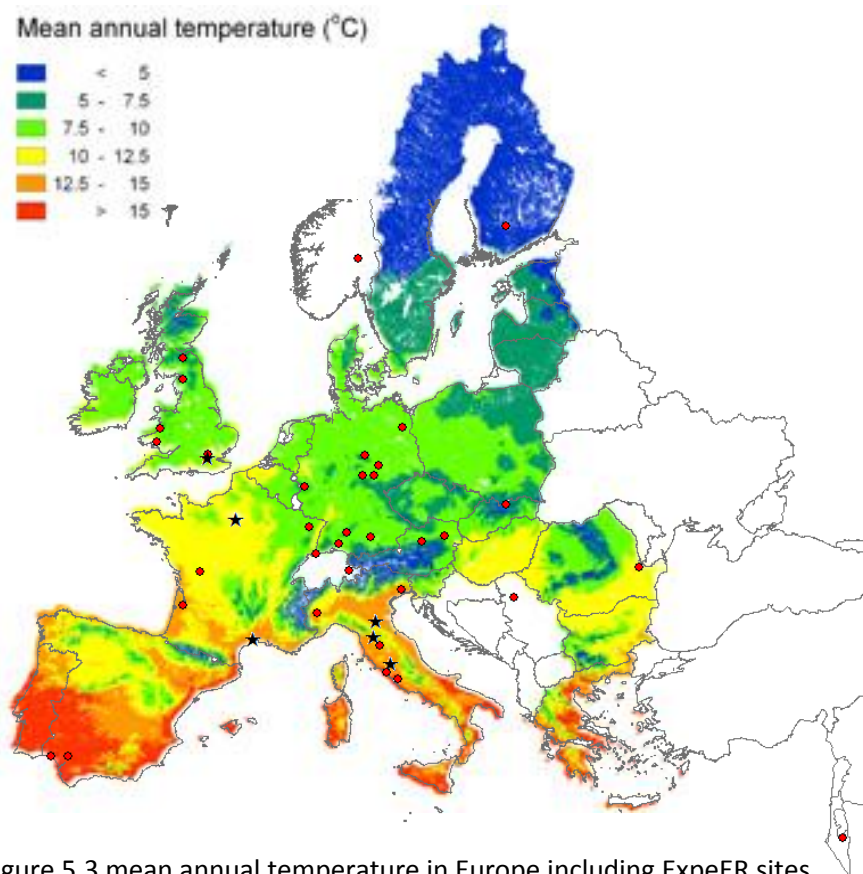 Mean annual temperature (°C)
< 5
5 - 7.5
7.5 - 10
10 - 12.5
12.5 - 15
> 15
igure 5.3 mean annual temperature in Europe including ExpeER sites